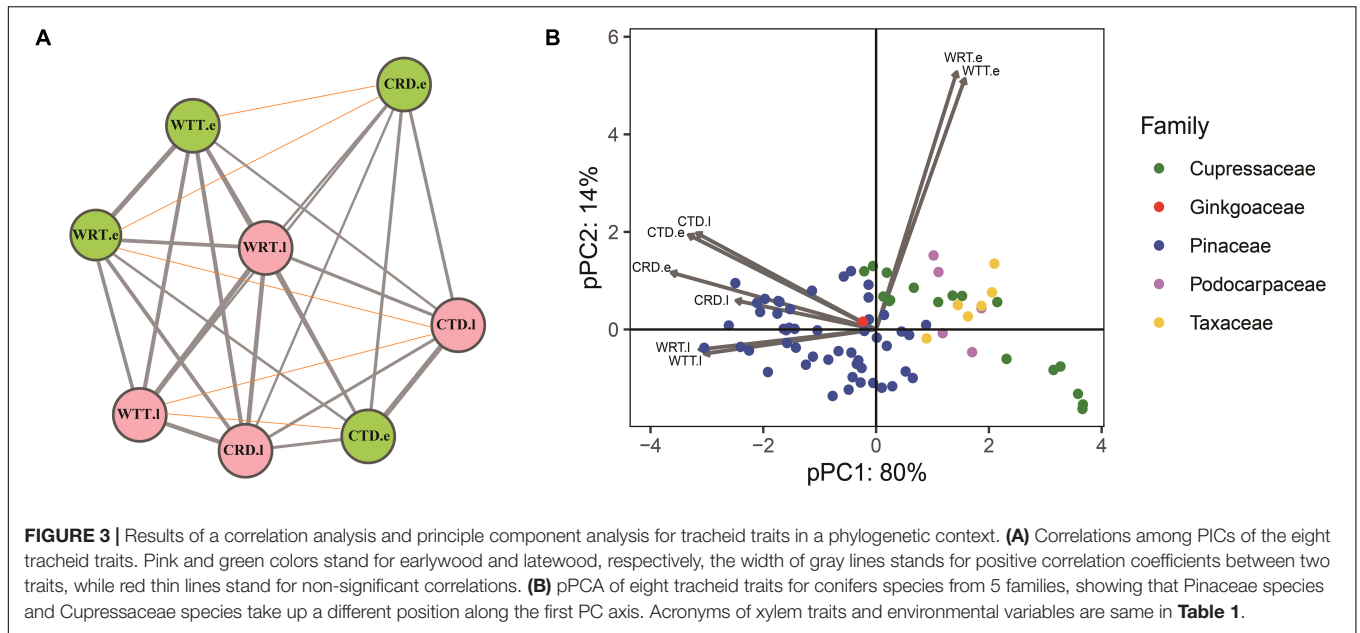 A
CRD.e
WTT.e
WRT.e
WRT.l
CTD.l
WTT.l
CRD.l
CTD.e
B
6
4
2
0
pPC2: 14%
WRT.e
WTT.e
CTD.l
CTD.e
CRD.e
CRD.l
WRT.l
WTT.l
−4 −2 0 2 4
pPC1: 80%
Family
Cupressaceae
Ginkgoaceae
Pinaceae
Podocarpaceae
Taxaceae
FIGURE 3 | Results of a correlation analysis and principle component analysis for tracheid traits in a phylogenetic context. (A) Correlations among PICs of the eight
tracheid traits. Pink and green colors stand for earlywood and latewood, respectively, the width of gray lines stands for positive correlation coefficients between two
traits, while red thin lines stand for non-significant correlations. (B) pPCA of eight tracheid traits for conifers species from 5 families, showing that Pinaceae species
and Cupressaceae species take up a different position along the first PC axis. Acronyms of xylem traits and environmental variables are same in Table 1.